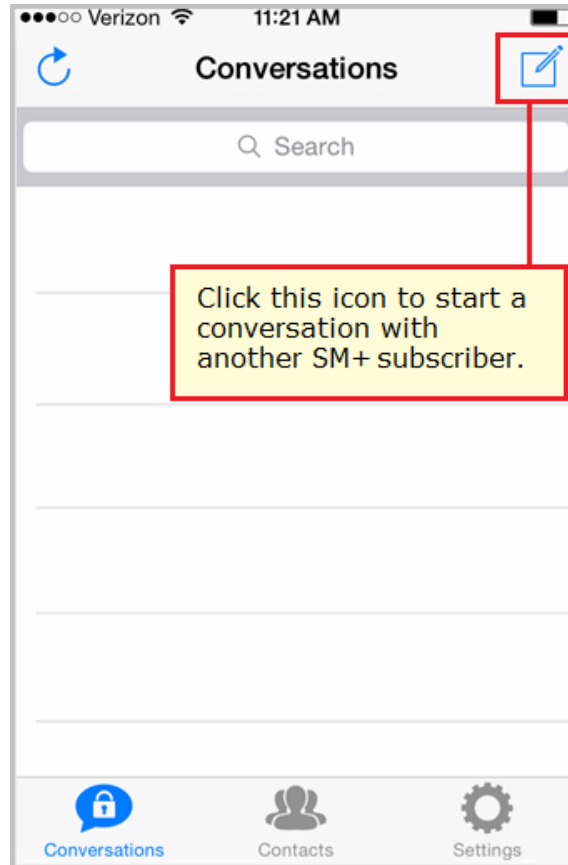 Verizon 11:21 AM
Conversations
Search
Click this icon to start a
conversation with
another SM+ subscriber.
Conversations Contacts Settings